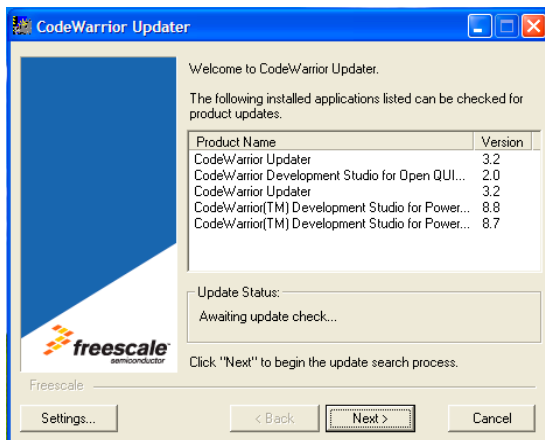 CodeWarrior Updater
Welcome to CodeWarrior Updater.
The following installed applications listed can be checked for
product updates.
Product Name Version
CodeWarrior Updater 3.2
CodeWarrior Development Studio for Open QUI... 2.0
CodeWarrior Updater 3.2
CodeWarrior(TM) Development Studio for Power... 8.8
CodeWarrior(TM) Development Studio for Power... 8.7
Update Status:
Awaiting update check...
freescale
semiconductor
Click "Next" to begin the update search process.
Freescale
Settings... < Back Next > Cancel